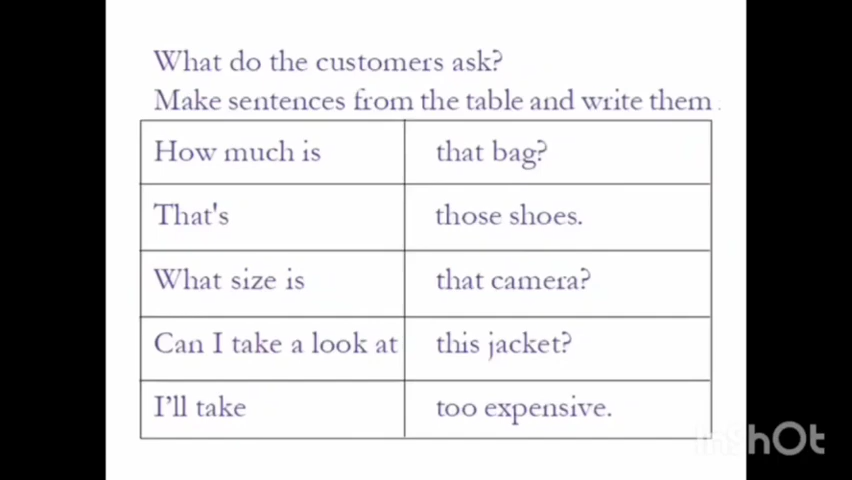 What do the customers ask?
Make sentences from the table and write them .
How much is that bag?
That's those shoes.
What size is that camera?
Can I take a look at this jacket?
I'll take too expensive.
InShOt